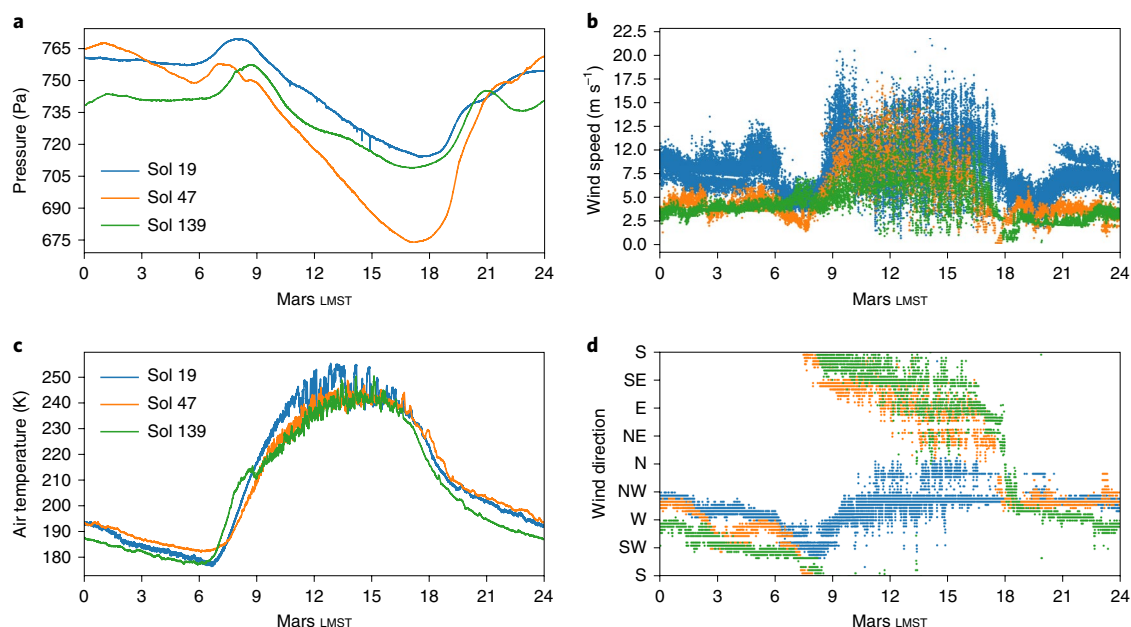 a
Pressure (Pa)
765
750
735
720
705
690
675
Sol 19
Sol 47
Sol 139
0 3 6 9 12 15 18 21 24
Mars LMST
b
Wind speed (m s⁻¹)
22.5
20.0
17.5
15.0
12.5
10.0
7.5
5.0
2.5
0.0
0 3 6 9 12 15 18 21 24
Mars LMST
c
Air temperature (K)
250
240
230
220
210
200
190
180
Sol 19
Sol 47
Sol 139
0 3 6 9 12 15 18 21 24
Mars LMST
d
Wind direction
S
SE
E
NE
N
NW
W
SW
S
0 3 6 9 12 15 18 21 24
Mars LMST